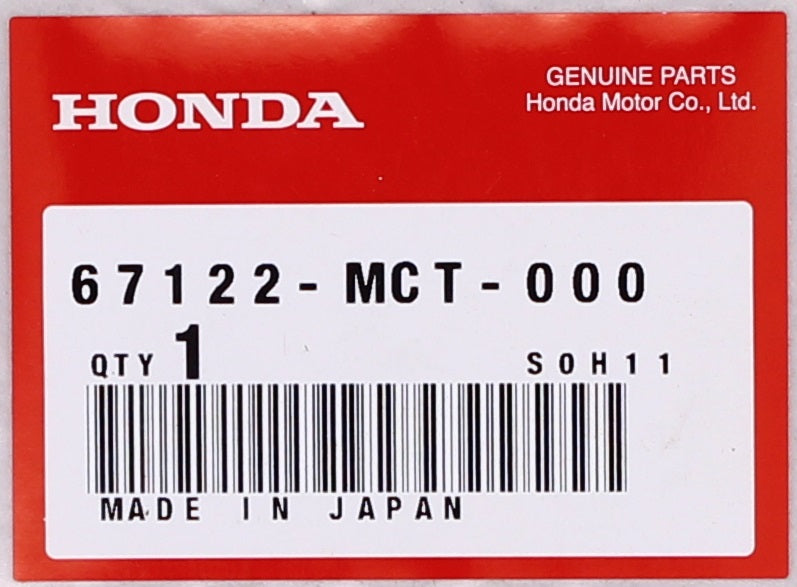 HONDA
GENUINE PARTS
Honda Motor Co., Ltd.
67122-MCT-000
QTY 1
S0H11
MADE IN JAPAN